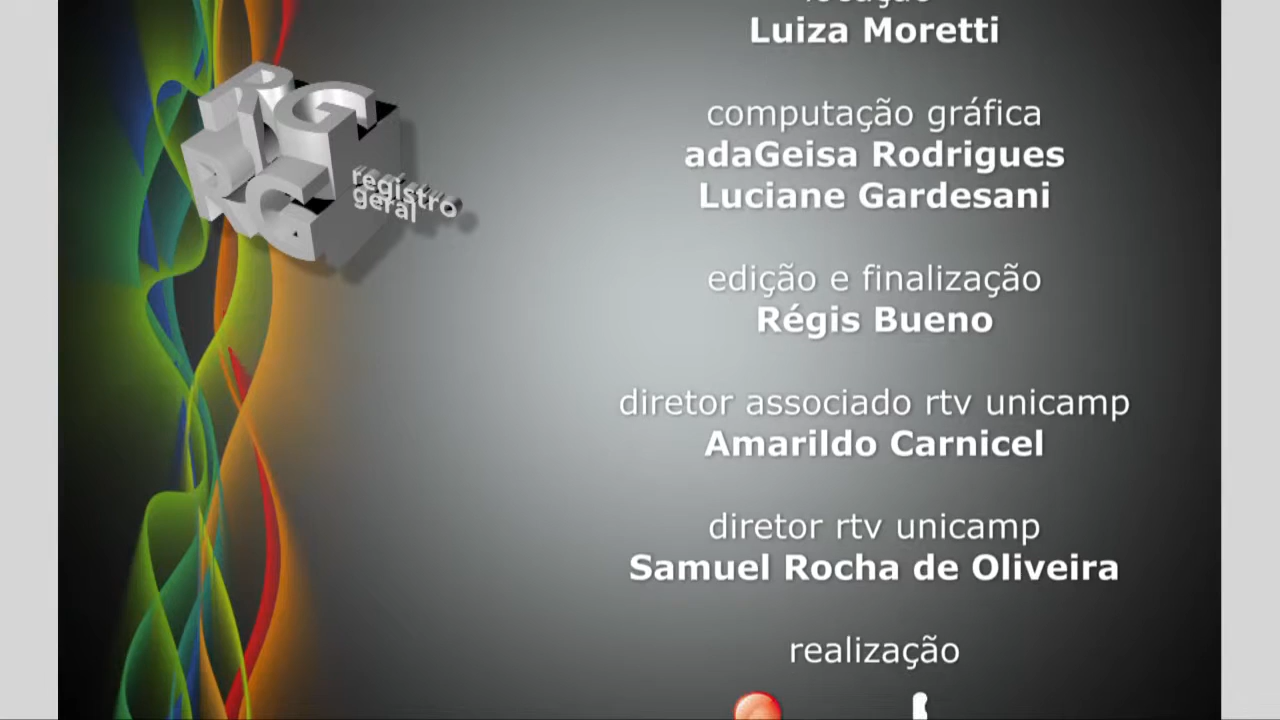 Luiza Moretti
computação gráfica
adaGeisa Rodrigues
Luciane Gardesani
edição e finalização
Régis Bueno
diretor associado rtv unicamp
Amarildo Carnicel
diretor rtv unicamp
Samuel Rocha de Oliveira
realização
RG
RG
registro
geral